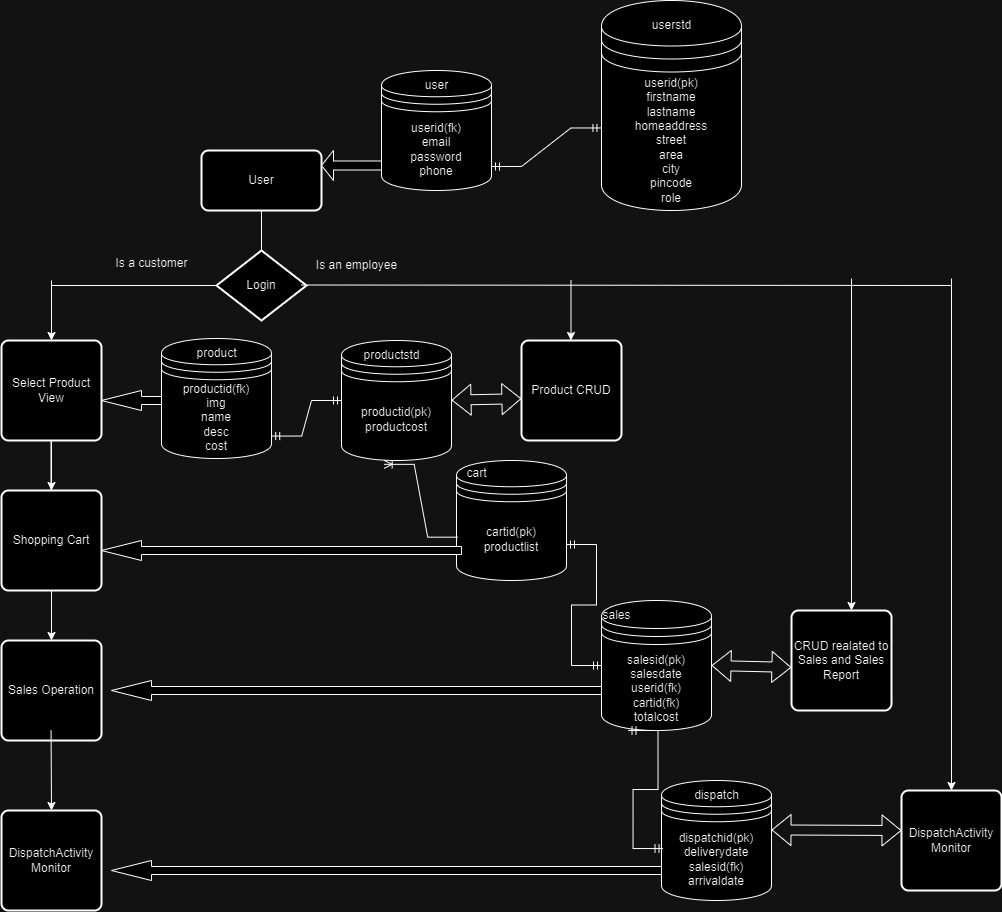 userstd
userid(pk)
firstname
lastname
homeaddress
street
area
city
pincode
role
user
userid(fk)
email
password
phone
User
Is a customer
Login
Is an employee
Select Product
View
product
productid(fk)
img
name
desc
cost
productstd
productid(pk)
productcost
Product CRUD
Shopping Cart
cart
cartid(pk)
productlist
Sales Operation
sales
salesid(pk)
salesdate
userid(fk)
cartid(fk)
totalcost
CRUD realated to
Sales and Sales
Report
DispatchActivity
Monitor
dispatch
dispatchid(pk)
deliverydate
salesid(fk)
arrivaldate
DispatchActivity
Monitor